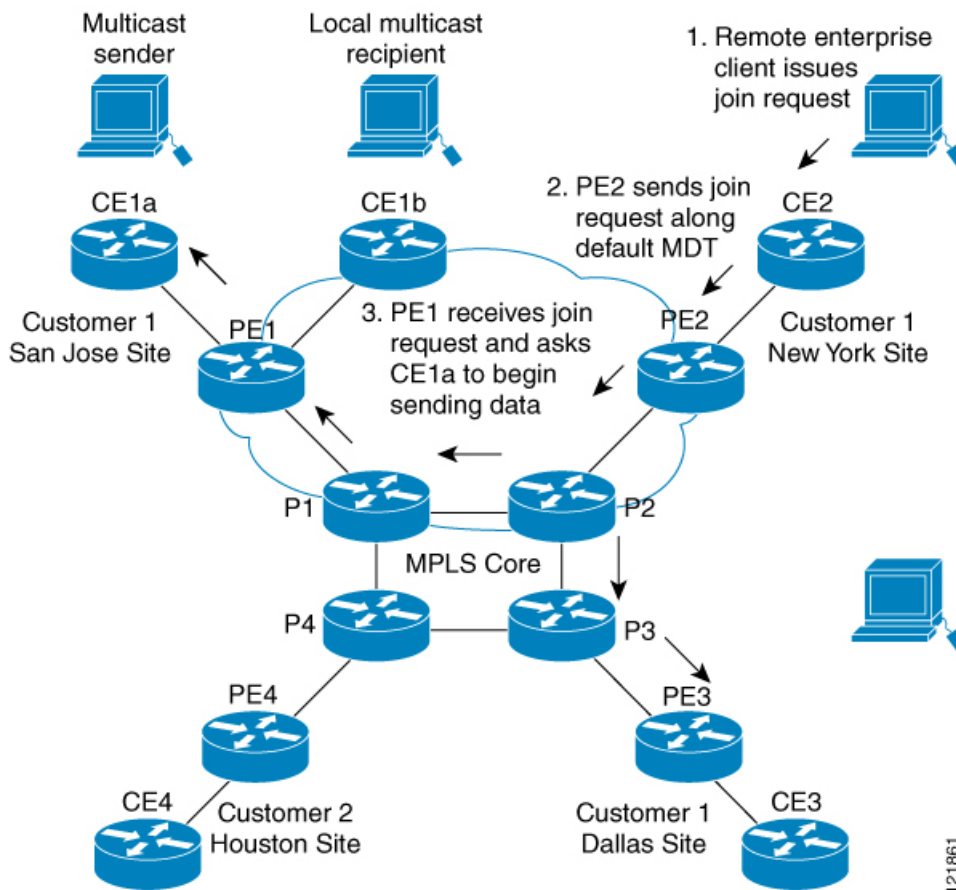 Multicast
sender
Local multicast
recipient
1. Remote enterprise
client issues
join request
CE1a
CE1b
2. PE2 sends join
request along
default MDT
CE2
Customer 1
San Jose Site
PE1
3. PE1 receives join
request and asks
CE1a to begin
sending data
PE2
Customer 1
New York Site
P1
P2
MPLS Core
P4
P3
PE4
PE3
CE4
Customer 2
Houston Site
Customer 1
Dallas Site
CE3
121861